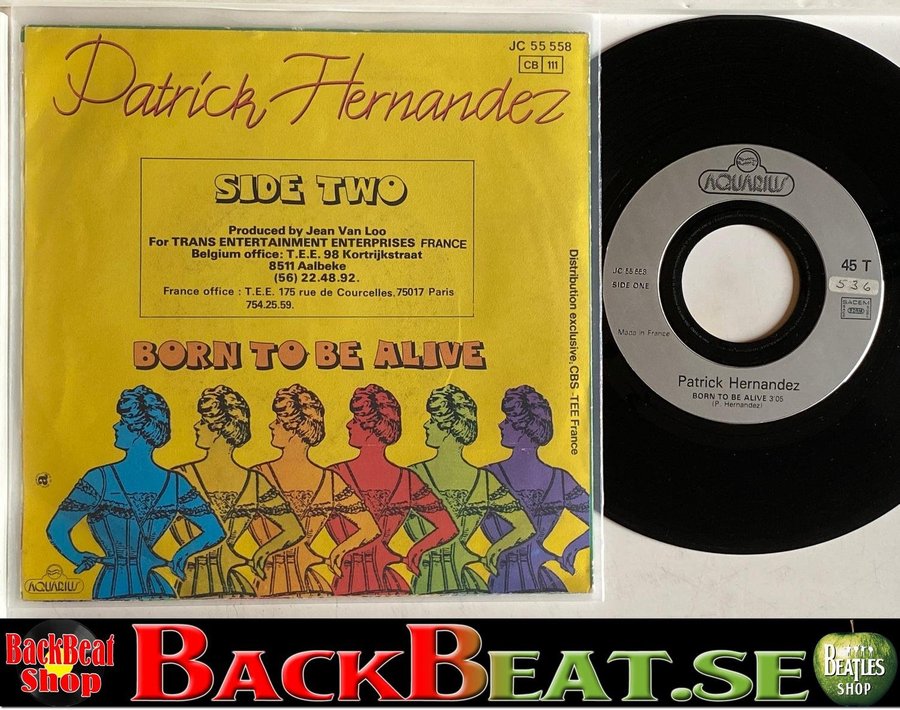 Patrick Hernandez
JC 55 558
CB 111
SIDE TWO
Produced by Jean Van Loo
For TRANS ENTERTAINMENT ENTERPRISES FRANCE
Belgium office: T.E.E. 98 Kortrijkstraat
8511 Aalbeke
(56) 22.48.92.
France office : T.E.E. 175 rue de Courcelles, 75017 Paris
754.25.59.
Distribution exclusive: CBS - TEE France
BORN TO BE ALIVE
a
AQUARIUS
AQUARIUS
JC 55 558
SIDE ONE
45 T
536
SACEM
Made in France
Patrick Hernandez
BORN TO BE ALIVE 3'05
(P. Hernandez)
BackBeat
Shop
BACKBEAT.SE
BEATLES
SHOP